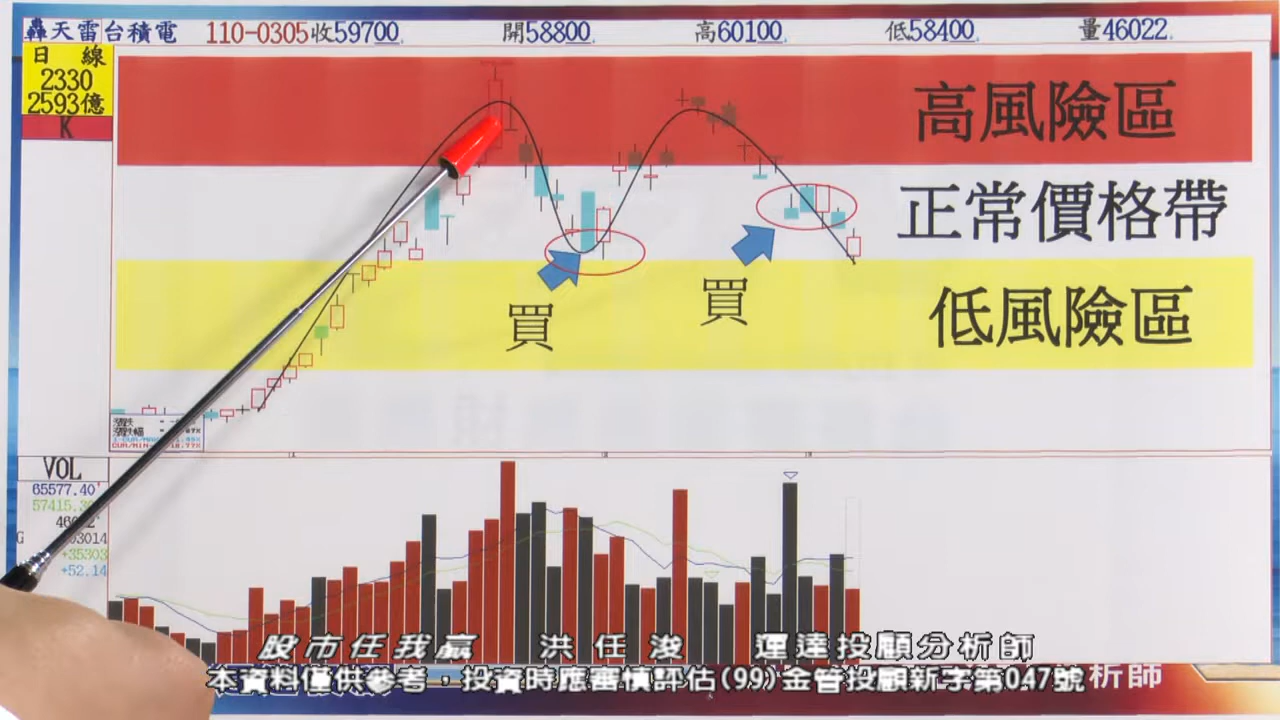 轟天雷台積電 110-0305收59700 開58800 高60100 低58400 量46022
日 線
2330
2593億
K
高風險區
正常價格帶
低風險區
買
買
VOL
65577.40
+35303
+52.14
股市任我贏 洪任浚 運達投顧分析師
本資料僅供參考，投資時應審慎評估(99)金管投顧新字第047號
析師